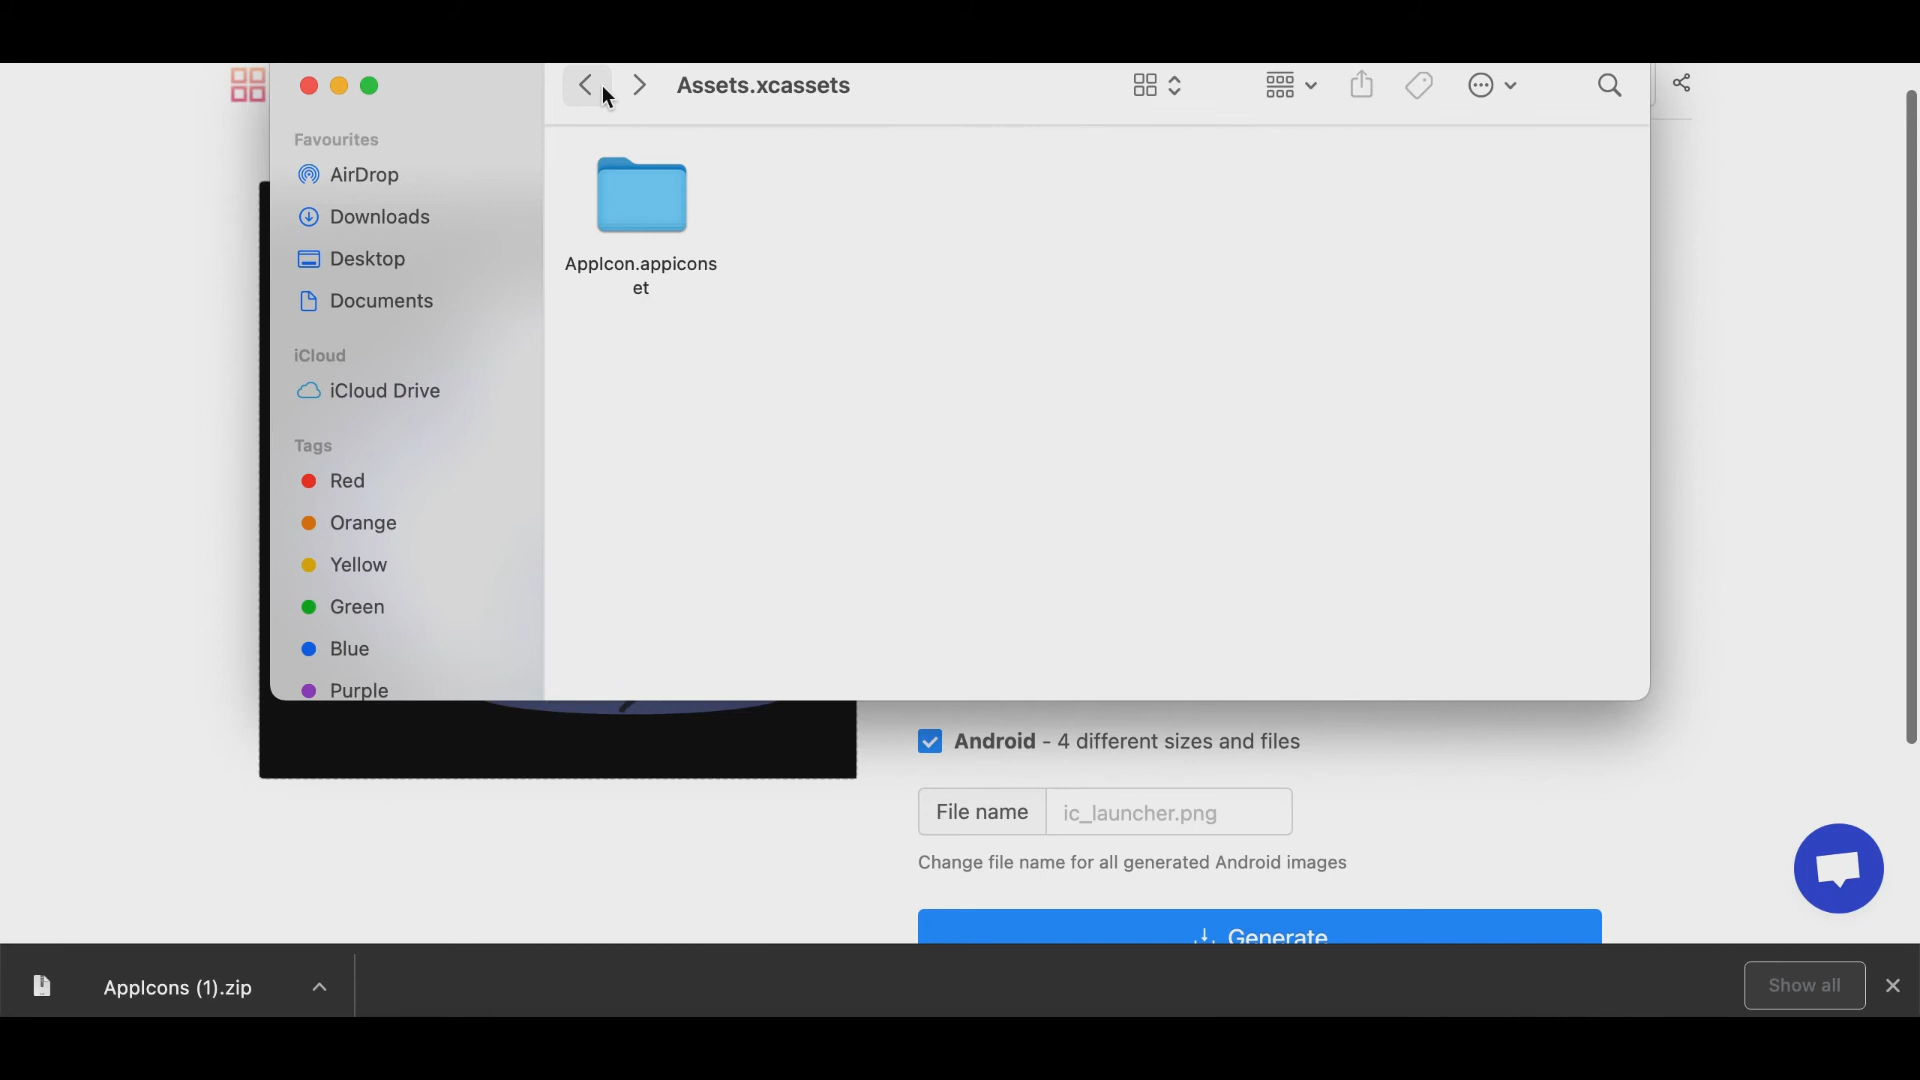 Assets.xcassets
Favourites
AirDrop
Downloads
Desktop
Documents
iCloud
iCloud Drive
Tags
Red
Orange
Yellow
Green
Blue
Purple
AppIcon.appicons
et
Android - 4 different sizes and files
File name ic_launcher.png
Change file name for all generated Android images
Generate
AppIcons (1).zip
Show all